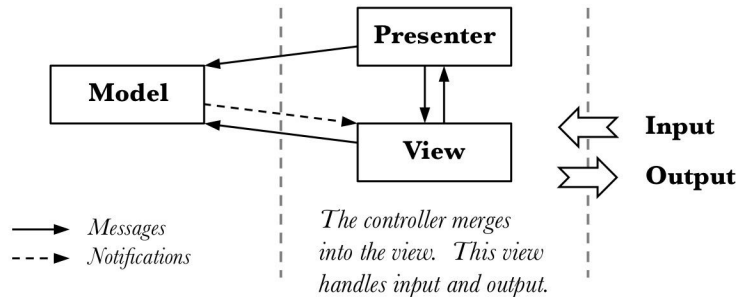 Presenter
Model
View
Input
Output
Messages
Notifications
The controller merges
into the view. This view
handles input and output.